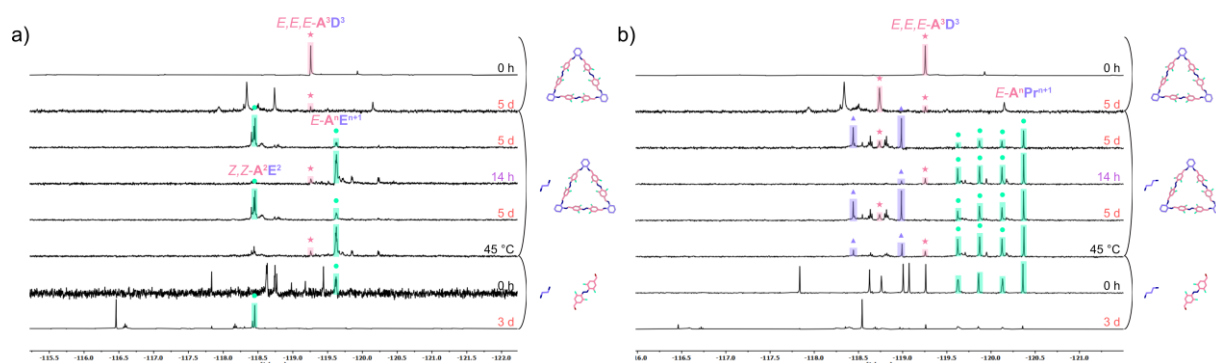 a)
E,E,E-A³D³
0 h
5 d
E-AⁿEⁿ⁺¹
5 d
Z,Z-A²E²
14 h
5 d
45 °C
0 h
3 d
-115.5 -116.0 -116.5 -117.0 -117.5 -118.0 -118.5 -119.0 -119.5 -120.0 -120.5 -121.0 -121.5 -122.0
b)
E,E,E-A³D³
0 h
E-AⁿPrⁿ⁺¹
5 d
5 d
14 h
5 d
45 °C
0 h
3 d
-116.5 -117.0 -117.5 -118.0 -118.5 -119.0 -119.5 -120.0 -120.5 -121.0